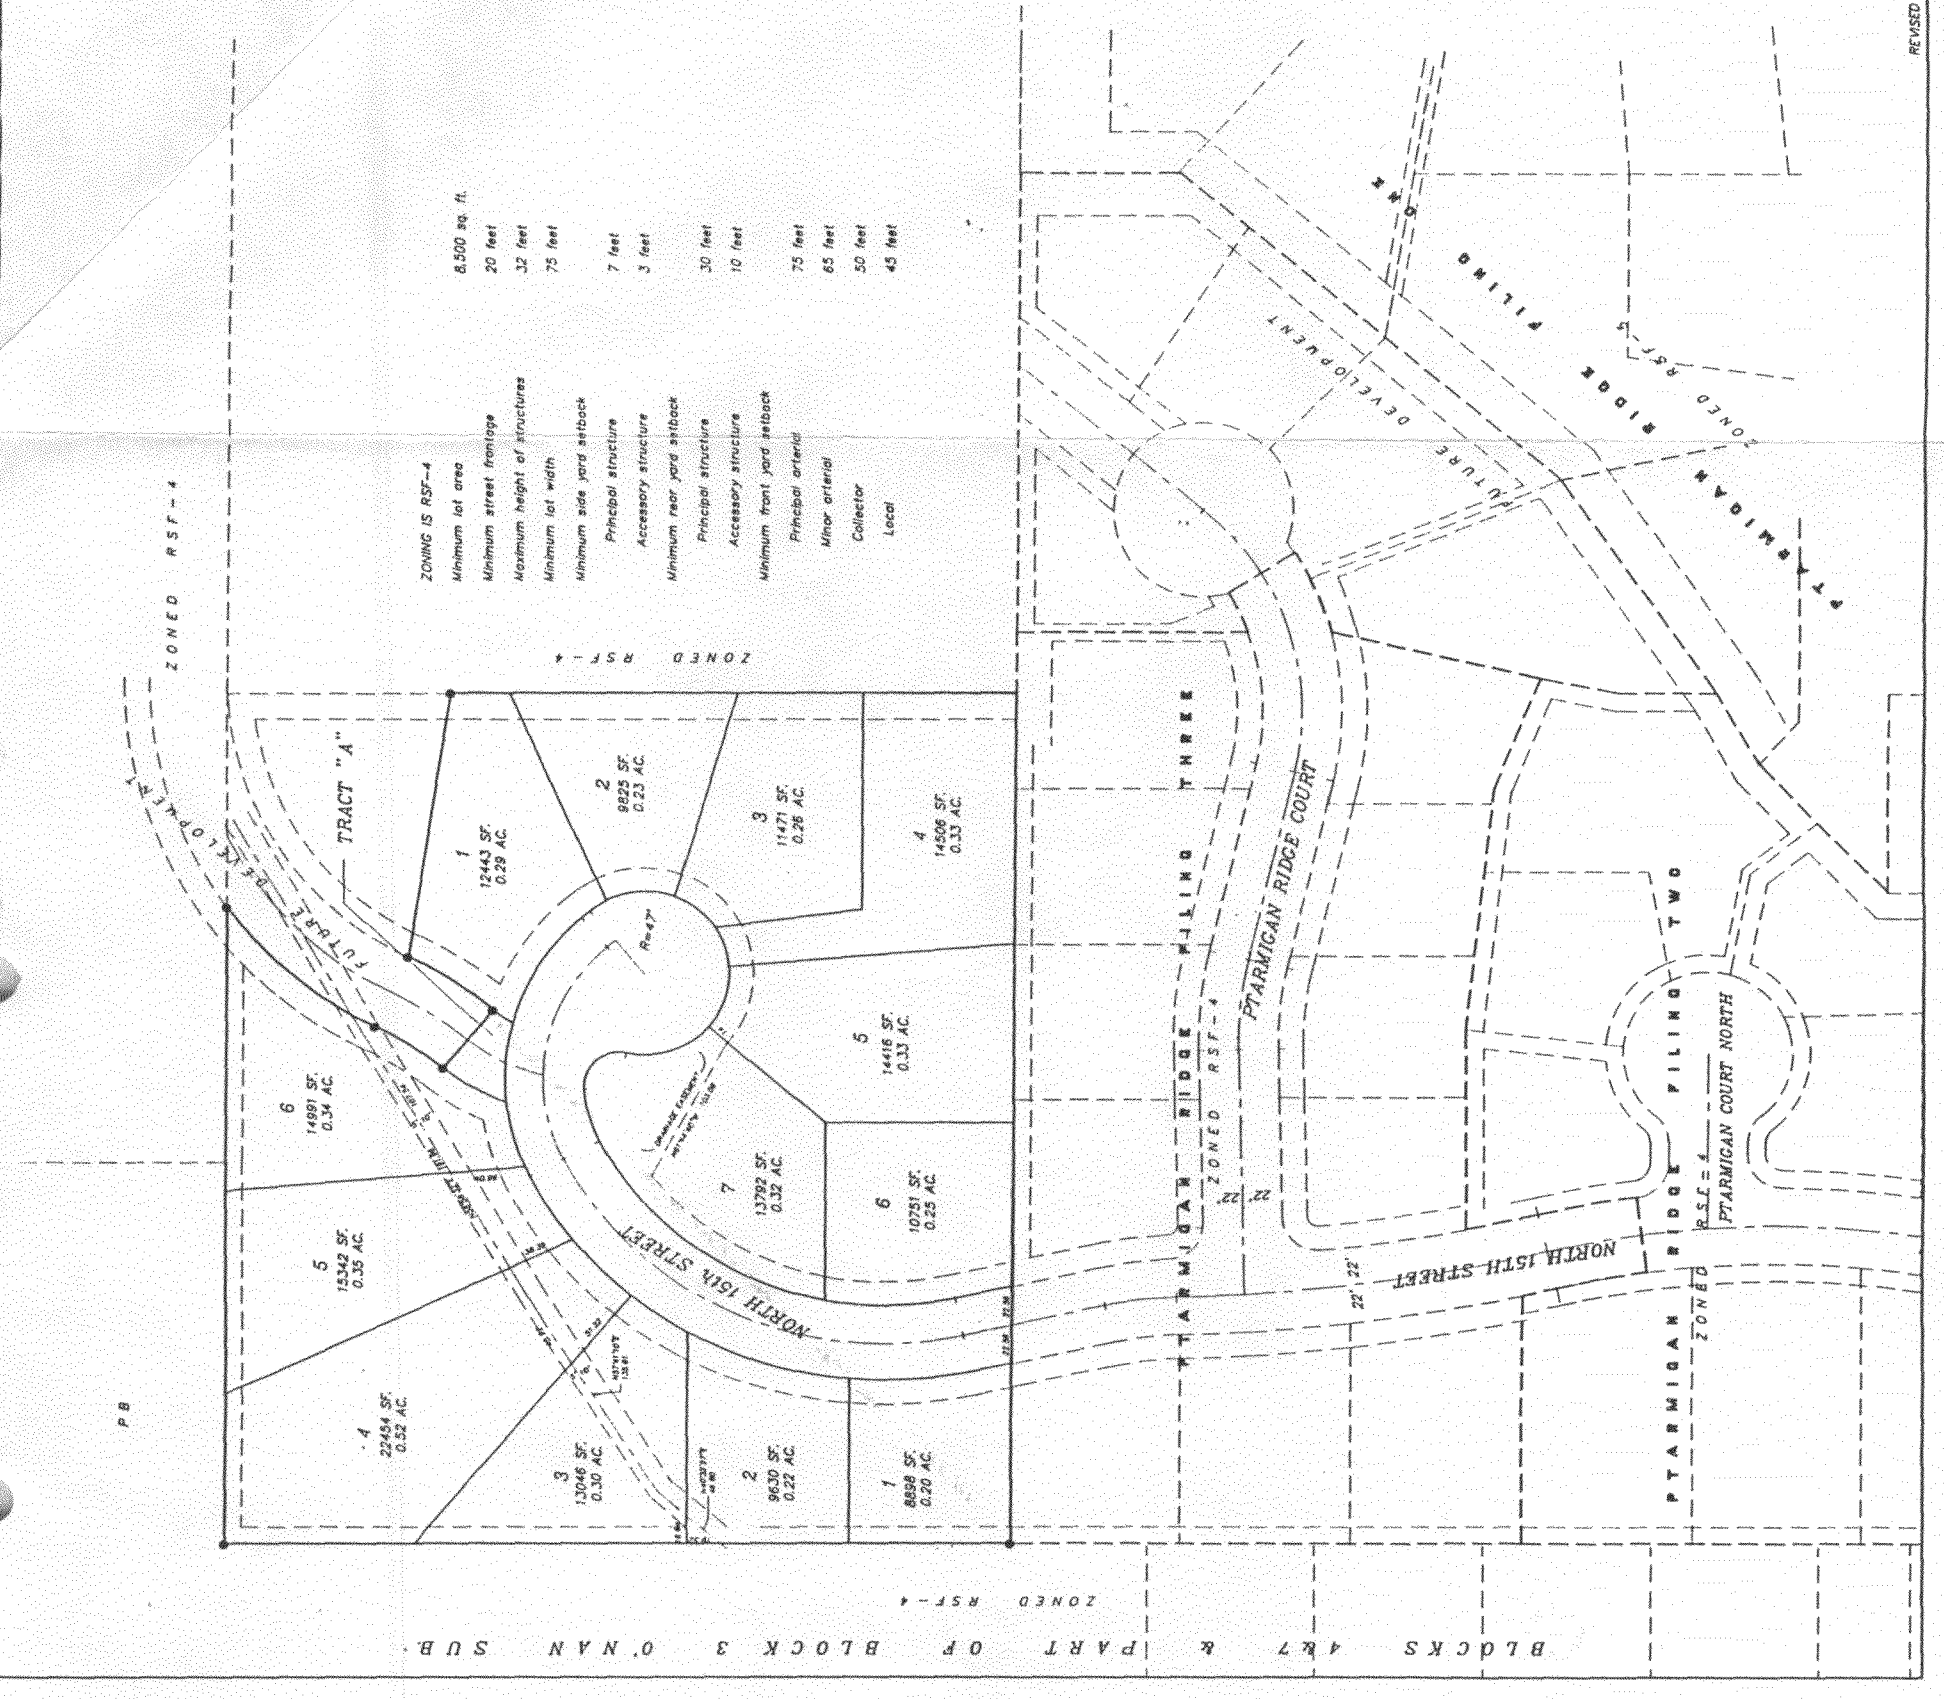 REVISED
ZONED RSF-4
PB
ZONING IS RSF-4
Minimum lot area 8,500 sq. ft.
Minimum street frontage 20 feet
Maximum height of structures 32 feet
Minimum lot width 75 feet
Minimum side yard setback
Principal structure 7 feet
Accessory structure 3 feet
Minimum rear yard setback
Principal structure 30 feet
Accessory structure 10 feet
Minimum front yard setback
Principal arterial 75 feet
Minor arterial 65 feet
Collector 50 feet
Local 45 feet
ZONED RSF-4
FUTURE DEVELOPMENT
TRACT "A"
1
12443 SF.
0.29 AC.
2
9825 SF.
0.23 AC.
3
11471 SF.
0.26 AC.
4
14506 SF.
0.33 AC.
5
14416 SF.
0.33 AC.
6
10751 SF.
0.25 AC.
7
13792 SF.
0.32 AC.
R=47'
DRAINAGE EASEMENT
6
14991 SF.
0.34 AC.
5
15342 SF.
0.35 AC.
4
22454 SF.
0.52 AC.
3
13046 SF.
0.30 AC.
2
9630 SF.
0.22 AC.
1
8898 SF.
0.20 AC.
NORTH 15th. STREET
PTARMIGAN RIDGE FILING THREE
ZONED RSF-4
PTARMIGAN RIDGE COURT
22' 22'
22' 22'
NORTH 15TH STREET
FUTURE DEVELOPMENT
PTARMIGAN RIDGE FILING ONE
ZONED RSF 5
PTARMIGAN RIDGE FILING TWO
ZONED RSF-4
PTARMIGAN COURT NORTH
ZONED RSF-4
BLOCKS 4&7 & PART OF BLOCK 3 O'NAN SUB.